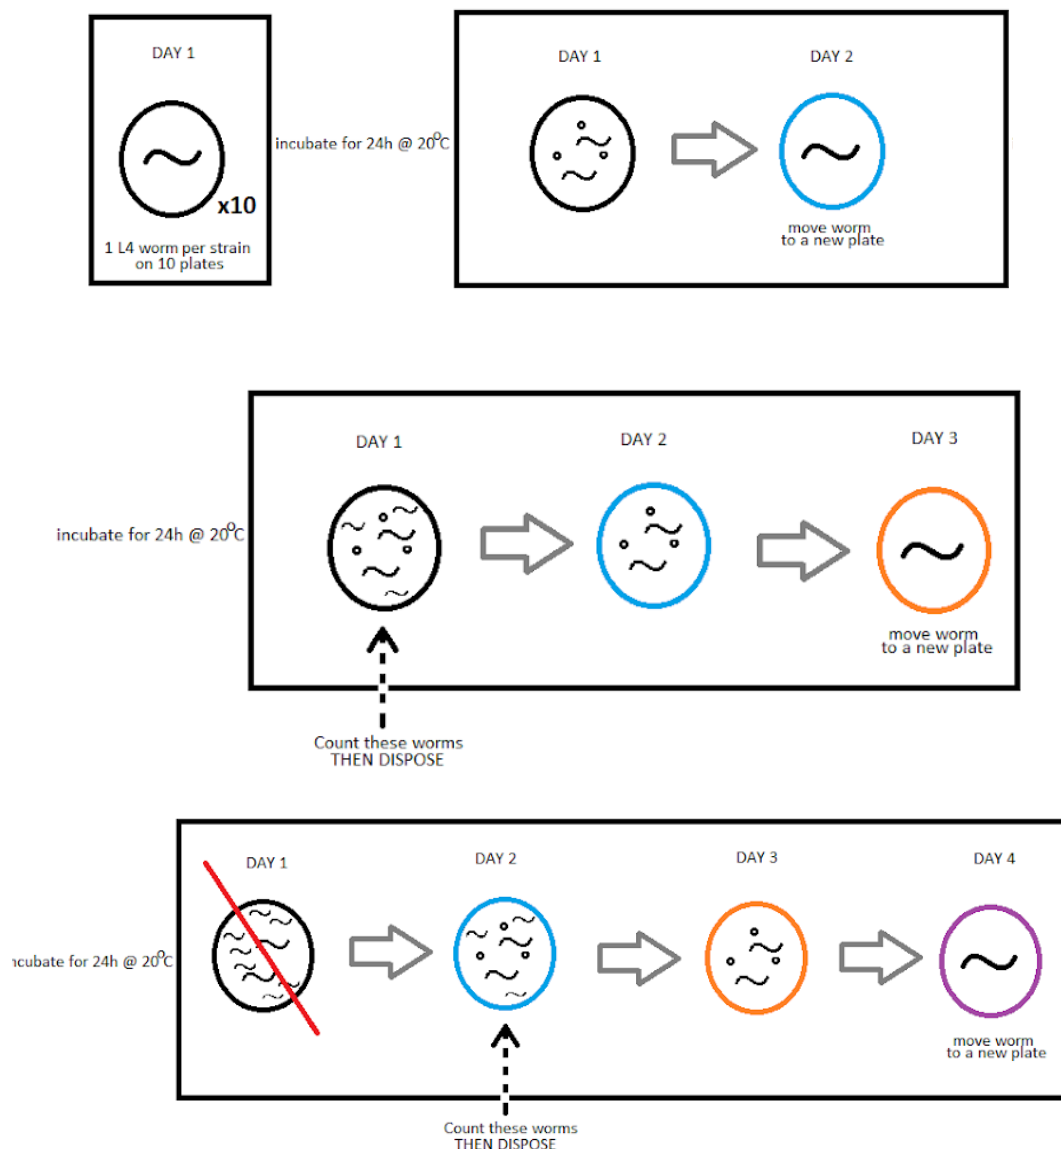 DAY 1
x10
1 L4 worm per strain
on 10 plates
incubate for 24h @ 20°C
DAY 1
DAY 2
move worm
to a new plate
incubate for 24h @ 20°C
DAY 1
DAY 2
DAY 3
move worm
to a new plate
Count these worms
THEN DISPOSE
ncubate for 24h @ 20°C
DAY 1
DAY 2
DAY 3
DAY 4
move worm
to a new plate
Count these worms
THEN DISPOSE